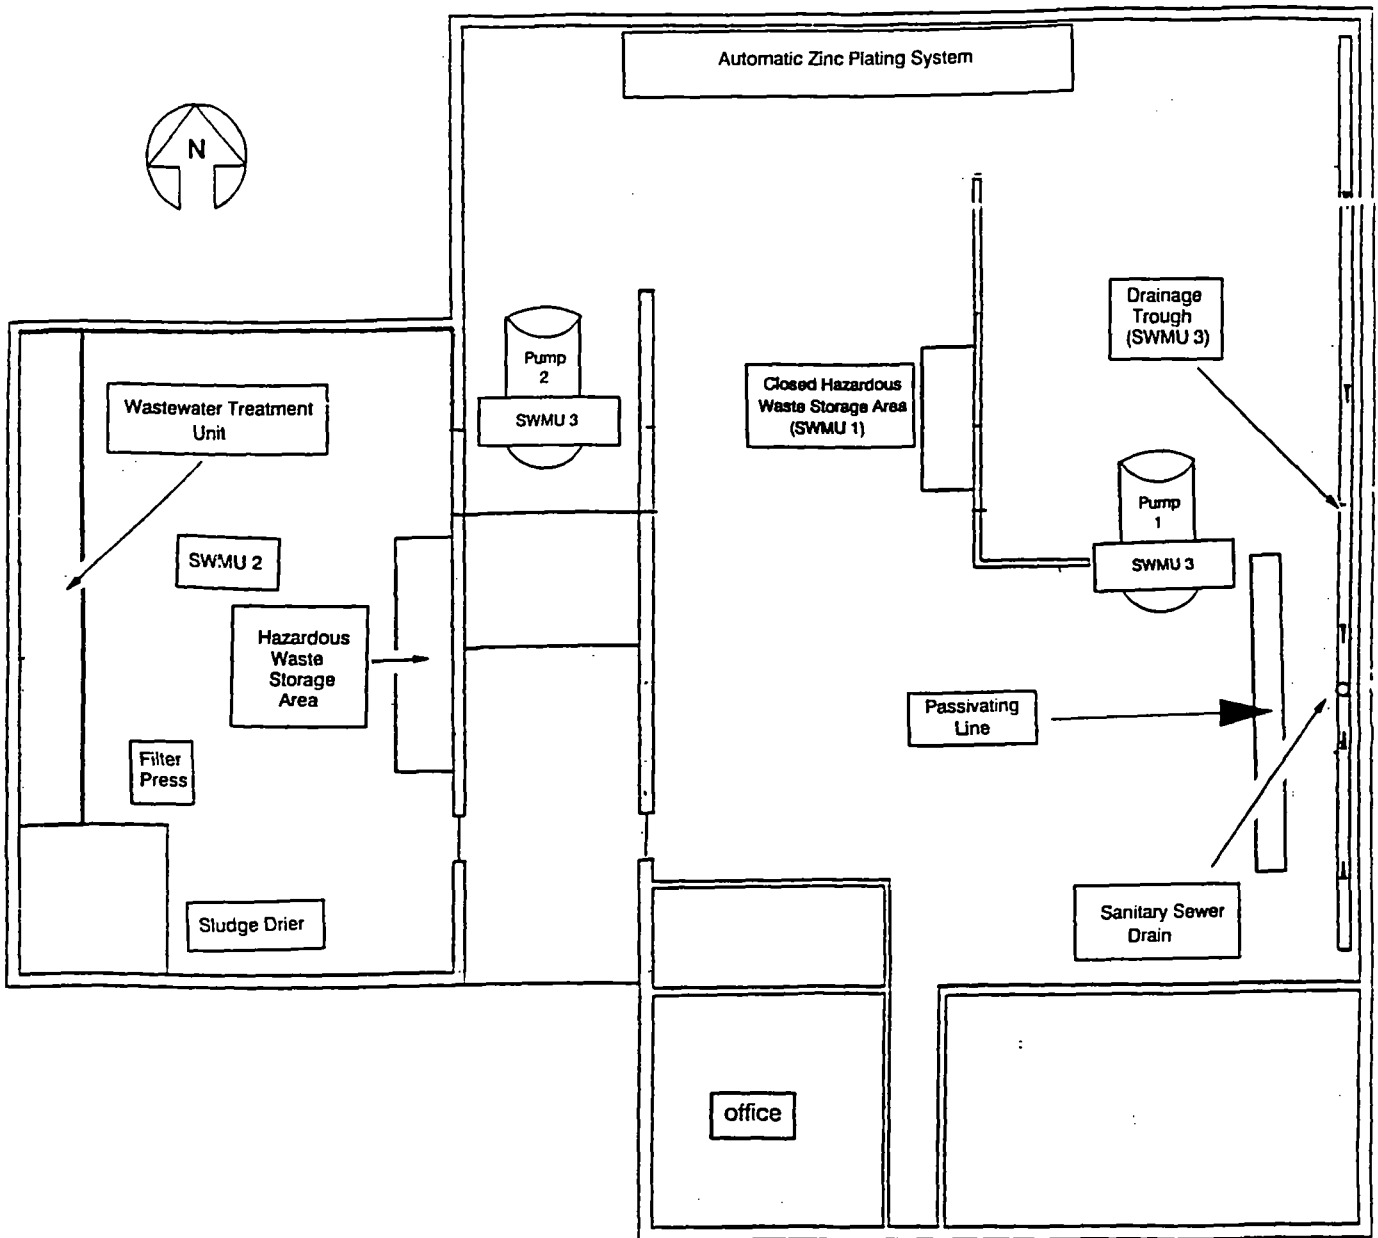 Automatic Zinc Plating System
N
Drainage
Trough
(SWMU 3)
Pump
2
SWMU 3
Closed Hazardous
Waste Storage Area
(SWMU 1)
Wastewater Treatment
Unit
Pump
1
SWMU 3
SWMU 2
Hazardous
Waste
Storage
Area
Passivating
Line
Filter
Press
Sludge Drier
Sanitary Sewer
Drain
office